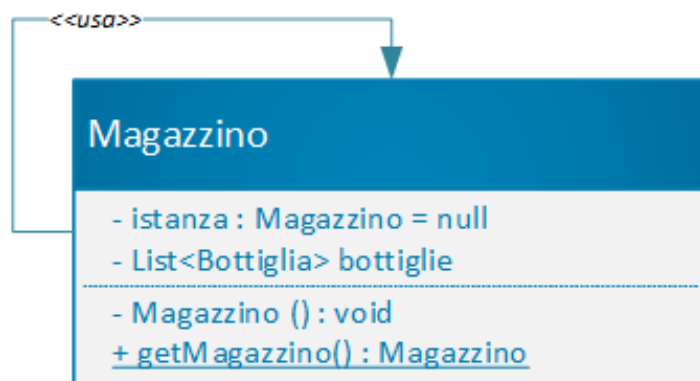 <<usa>>
Magazzino
- istanza : Magazzino = null
- List<Bottiglia> bottiglie
- Magazzino () : void
+ getMagazzino() : Magazzino